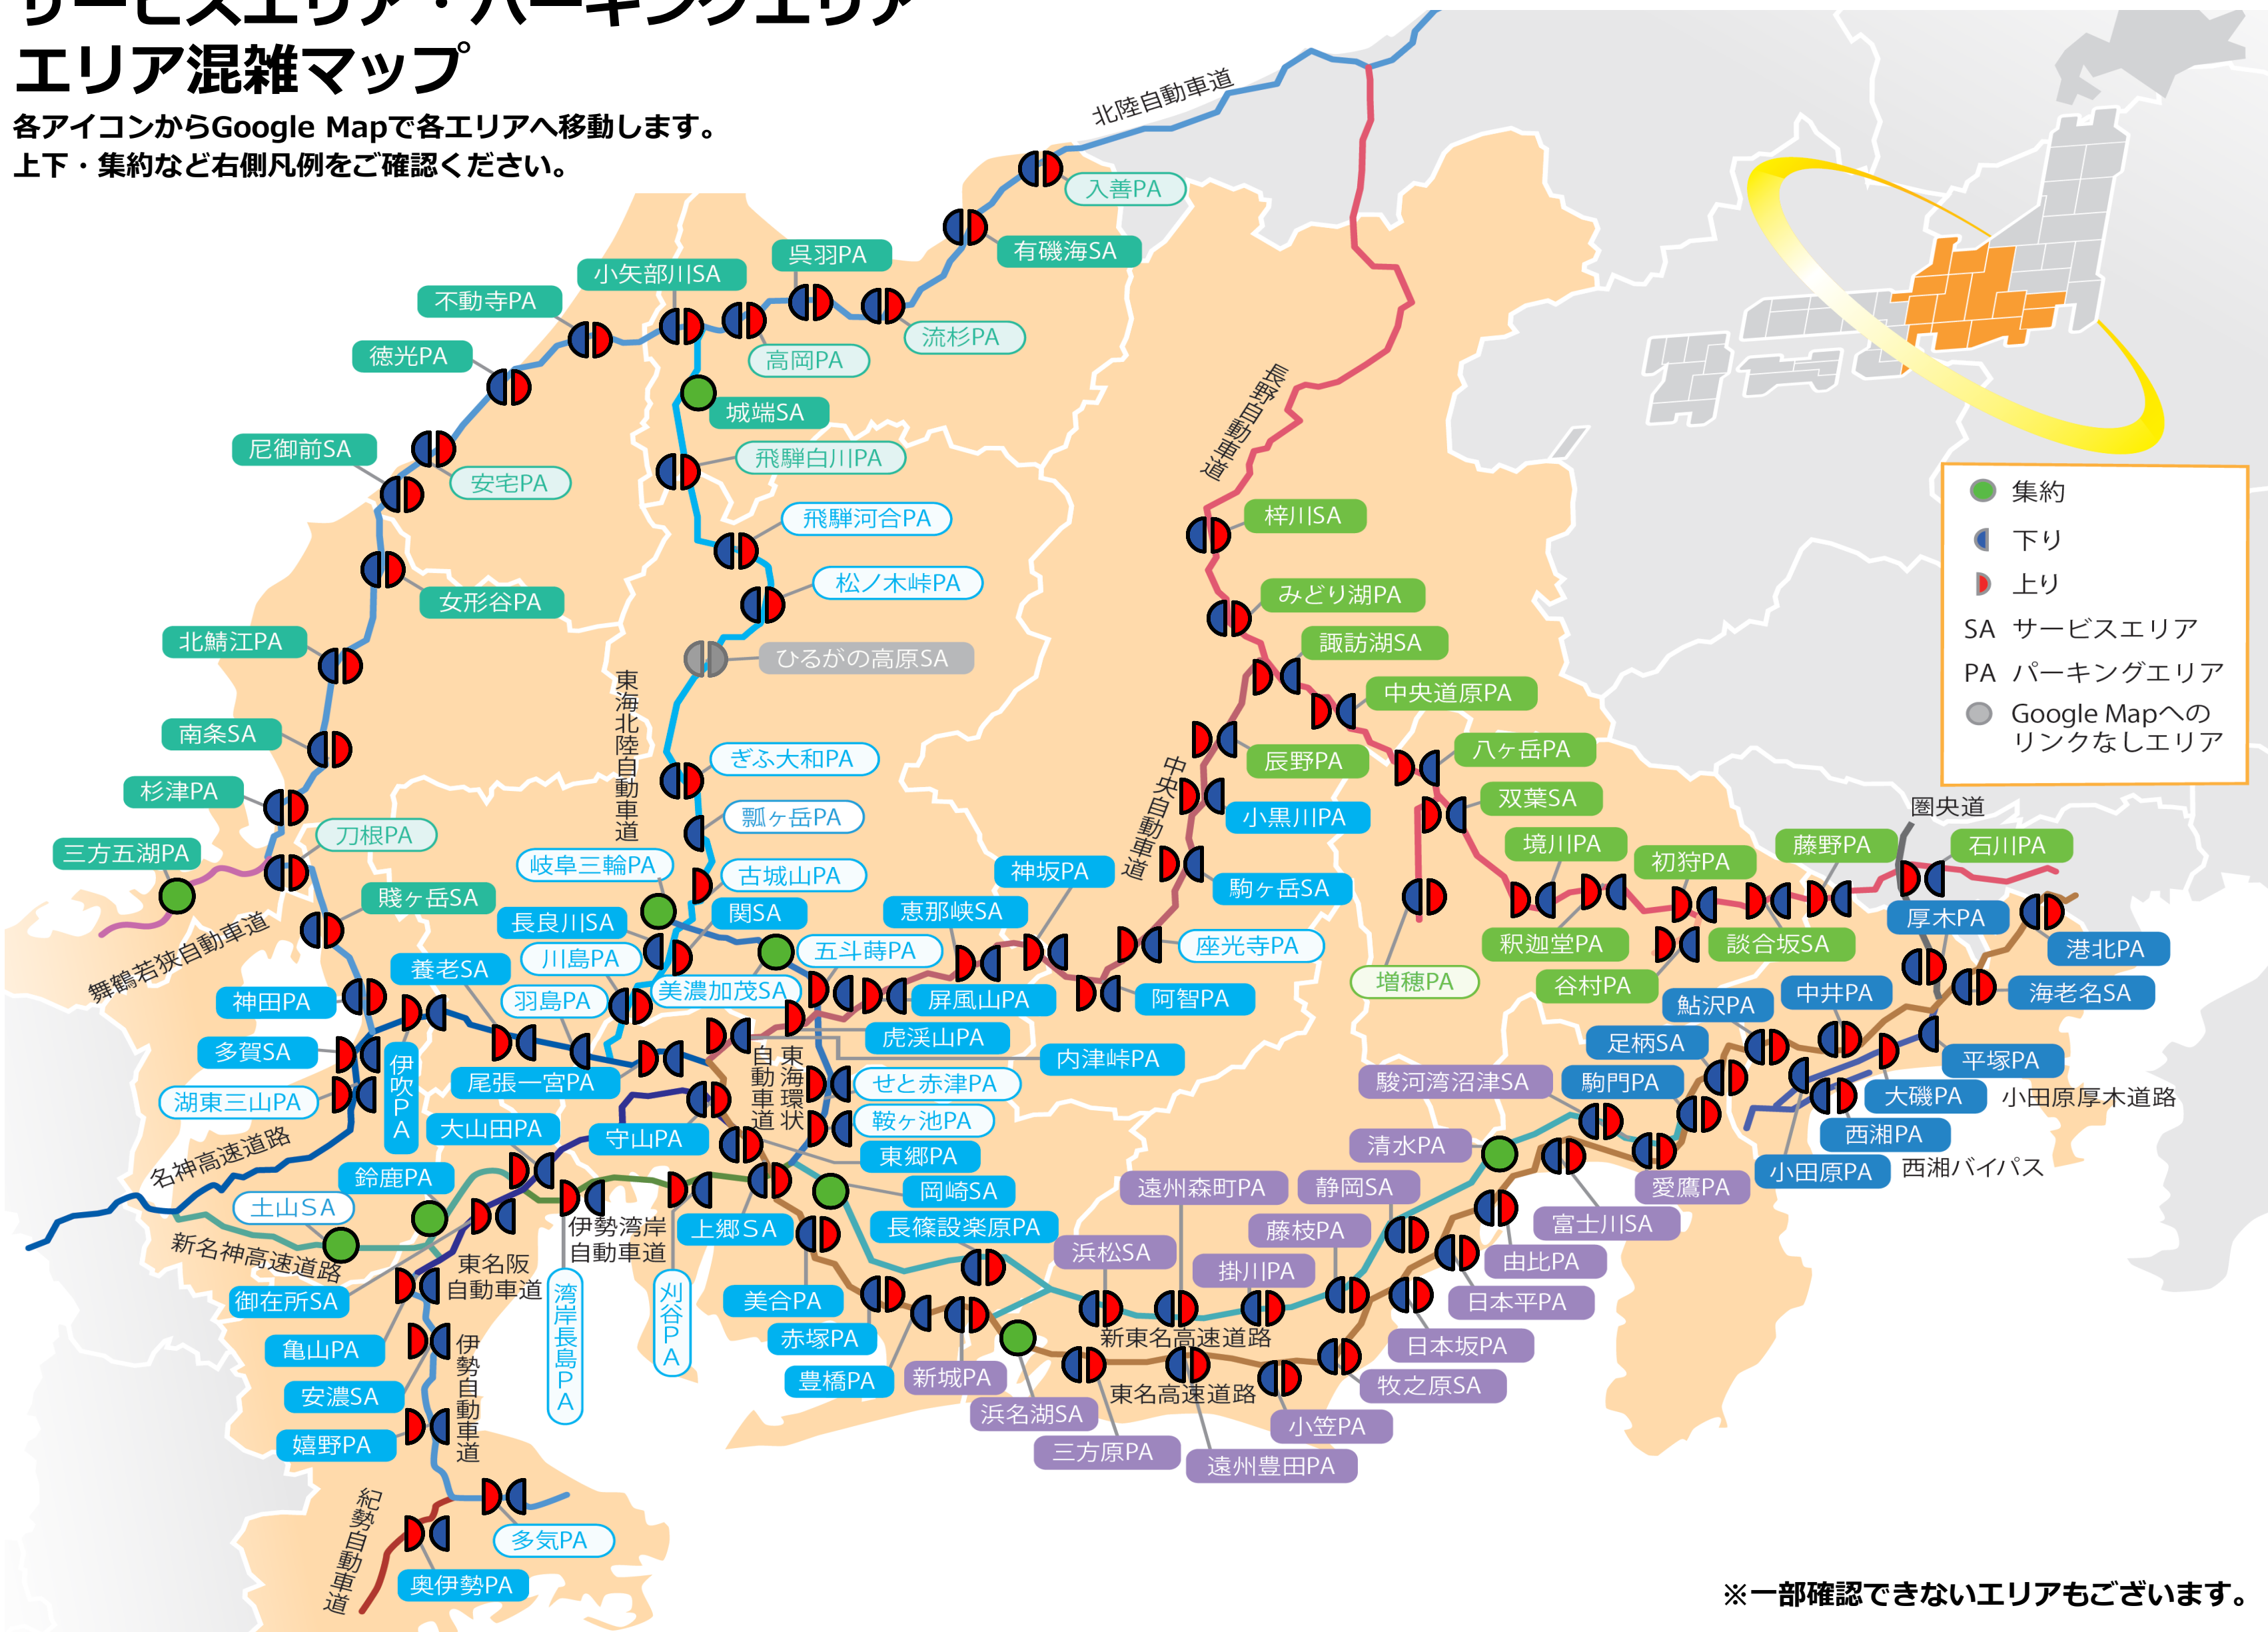 サービスエリア・パーキングエリア
エリア混雑マップ
各アイコンからGoogle Mapで各エリアへ移動します。
上下・集約など右側凡例をご確認ください。
北陸自動車道
入善PA
有磯海SA
呉羽PA
小矢部川SA
不動寺PA
流杉PA
高岡PA
徳光PA
城端SA
尼御前SA
安宅PA
飛騨白川PA
長野自動車道
飛騨河合PA
梓川SA
松ノ木峠PA
女形谷PA
みどり湖PA
北鯖江PA
諏訪湖SA
ひるがの高原SA
東海北陸自動車道
中央道原PA
南条SA
ぎふ大和PA
辰野PA
八ヶ岳PA
中央自動車道
杉津PA
瓢ヶ岳PA
小黒川PA
双葉SA
刀根PA
三方五湖PA
岐阜三輪PA
古城山PA
神坂PA
駒ヶ岳SA
境川PA
初狩PA
藤野PA
圏央道
石川PA
賤ヶ岳SA
長良川SA
関SA
恵那峡SA
厚木PA
舞鶴若狭自動車道
川島PA
五斗蒔PA
座光寺PA
釈迦堂PA
談合坂SA
港北PA
養老SA
増穂PA
谷村PA
神田PA
羽島PA
美濃加茂SA
屏風山PA
阿智PA
鮎沢PA
中井PA
海老名SA
多賀SA
伊吹PA
虎渓山PA
足柄SA
内津峠PA
平塚PA
尾張一宮PA
自動車道
東海環状
せと赤津PA
駿河湾沼津SA
駒門PA
大磯PA
小田原厚木道路
湖東三山PA
鞍ヶ池PA
大山田PA
守山PA
東郷PA
清水PA
西湘PA
名神高速道路
小田原PA
西湘バイパス
鈴鹿PA
岡崎SA
遠州森町PA
静岡SA
愛鷹PA
土山SA
伊勢湾岸
自動車道
上郷SA
長篠設楽原PA
藤枝PA
富士川SA
新名神高速道路
東名阪
自動車道
浜松SA
掛川PA
由比PA
御在所SA
湾岸長島PA
刈谷PA
美合PA
日本平PA
亀山PA
赤塚PA
新東名高速道路
日本坂PA
伊勢自動車道
安濃SA
豊橋PA
新城PA
東名高速道路
牧之原SA
浜名湖SA
小笠PA
嬉野PA
三方原PA
遠州豊田PA
紀勢自動車道
多気PA
奥伊勢PA
集約
下り
上り
SA サービスエリア
PA パーキングエリア
Google Mapへの
リンクなしエリア
※一部確認できないエリアもございます。